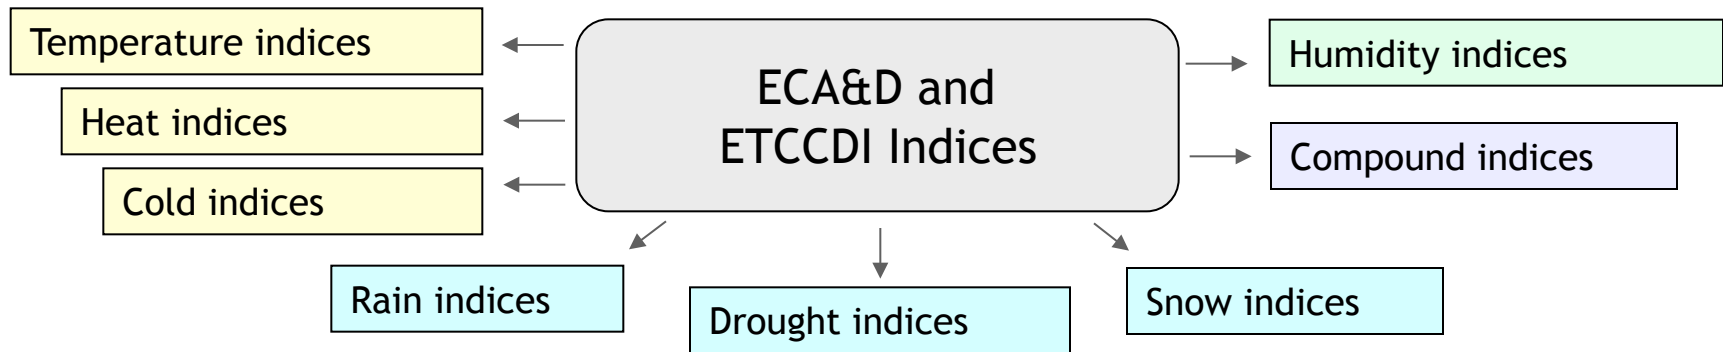 Temperature indices
Heat indices
Cold indices
ECA&D and
ETCCDI Indices
Humidity indices
Compound indices
Rain indices
Drought indices
Snow indices